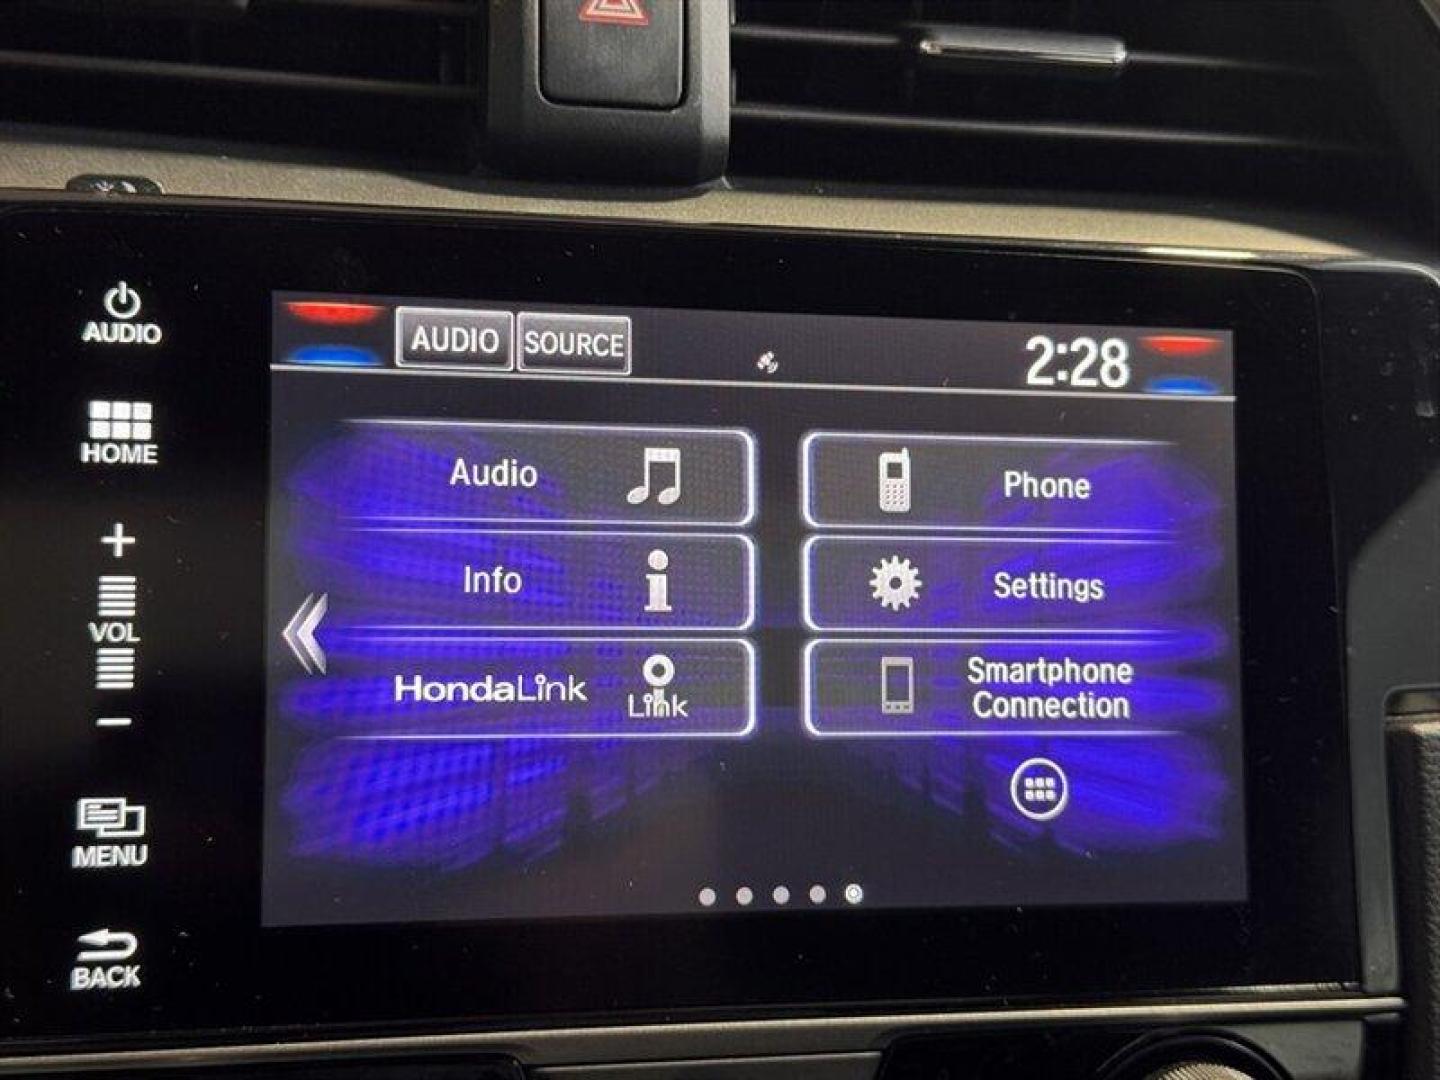 AUDIO
HOME
VOL
MENU
BACK
AUDIO SOURCE 2:28
Audio Phone
Info Settings
HondaLink Link Smartphone
Connection